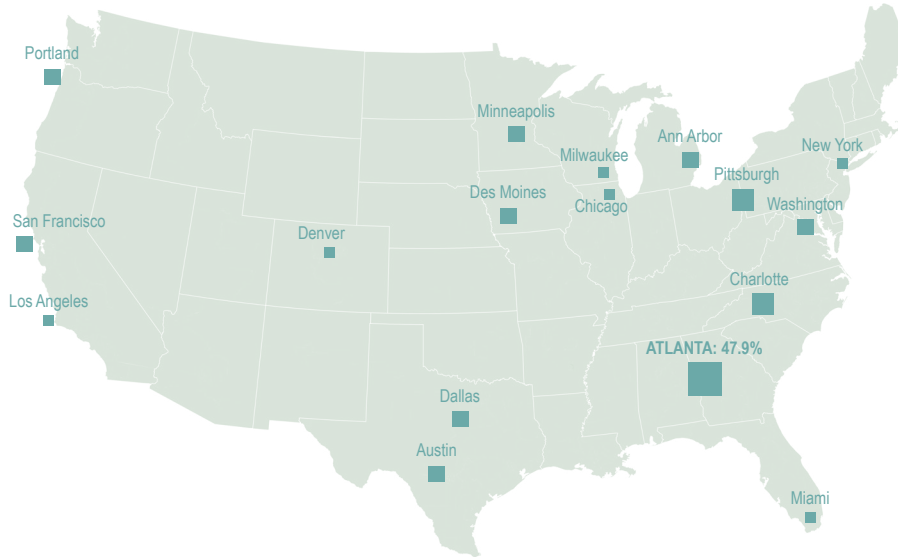 Portland
Minneapolis
Ann Arbor
New York
Milwaukee
Pittsburgh
Des Moines
Chicago
Washington
San Francisco
Denver
Charlotte
Los Angeles
ATLANTA: 47.9%
Dallas
Austin
Miami